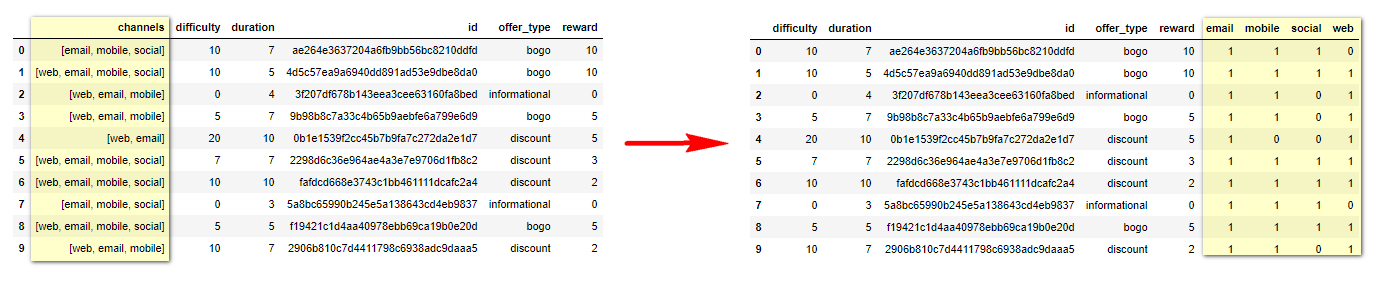 channels difficulty duration id offer_type reward
0 [email, mobile, social] 10 7 ae264e3637204a6fb9bb56bc8210ddfd bogo 10
1 [web, email, mobile, social] 10 5 4d5c57ea9a6940dd891ad53e9dbe8da0 bogo 10
2 [web, email, mobile] 0 4 3f207df678b143eea3cee63160fa8bed informational 0
3 [web, email, mobile] 5 7 9b98b8c7a33c4b65b9aebfe6a799e6d9 bogo 5
4 [web, email] 20 10 0b1e1539f2cc45b7b9fa7c272da2e1d7 discount 5
5 [web, email, mobile, social] 7 7 2298d6c36e964ae4a3e7e9706d1fb8c2 discount 3
6 [web, email, mobile, social] 10 10 fafdcd668e3743c1bb461111dcafc2a4 discount 2
7 [email, mobile, social] 0 3 5a8bc65990b245e5a138643cd4eb9837 informational 0
8 [web, email, mobile, social] 5 5 f19421c1d4aa40978ebb69ca19b0e20d bogo 5
9 [web, email, mobile] 10 7 2906b810c7d4411798c6938adc9daaa5 discount 2
difficulty duration id offer_type reward email mobile social web
0 10 7 ae264e3637204a6fb9bb56bc8210ddfd bogo 10 1 1 1 0
1 10 5 4d5c57ea9a6940dd891ad53e9dbe8da0 bogo 10 1 1 1 1
2 0 4 3f207df678b143eea3cee63160fa8bed informational 0 1 1 0 1
3 5 7 9b98b8c7a33c4b65b9aebfe6a799e6d9 bogo 5 1 1 0 1
4 20 10 0b1e1539f2cc45b7b9fa7c272da2e1d7 discount 5 1 0 0 1
5 7 7 2298d6c36e964ae4a3e7e9706d1fb8c2 discount 3 1 1 1 1
6 10 10 fafdcd668e3743c1bb461111dcafc2a4 discount 2 1 1 1 1
7 0 3 5a8bc65990b245e5a138643cd4eb9837 informational 0 1 1 1 0
8 5 5 f19421c1d4aa40978ebb69ca19b0e20d bogo 5 1 1 1 1
9 10 7 2906b810c7d4411798c6938adc9daaa5 discount 2 1 1 0 1